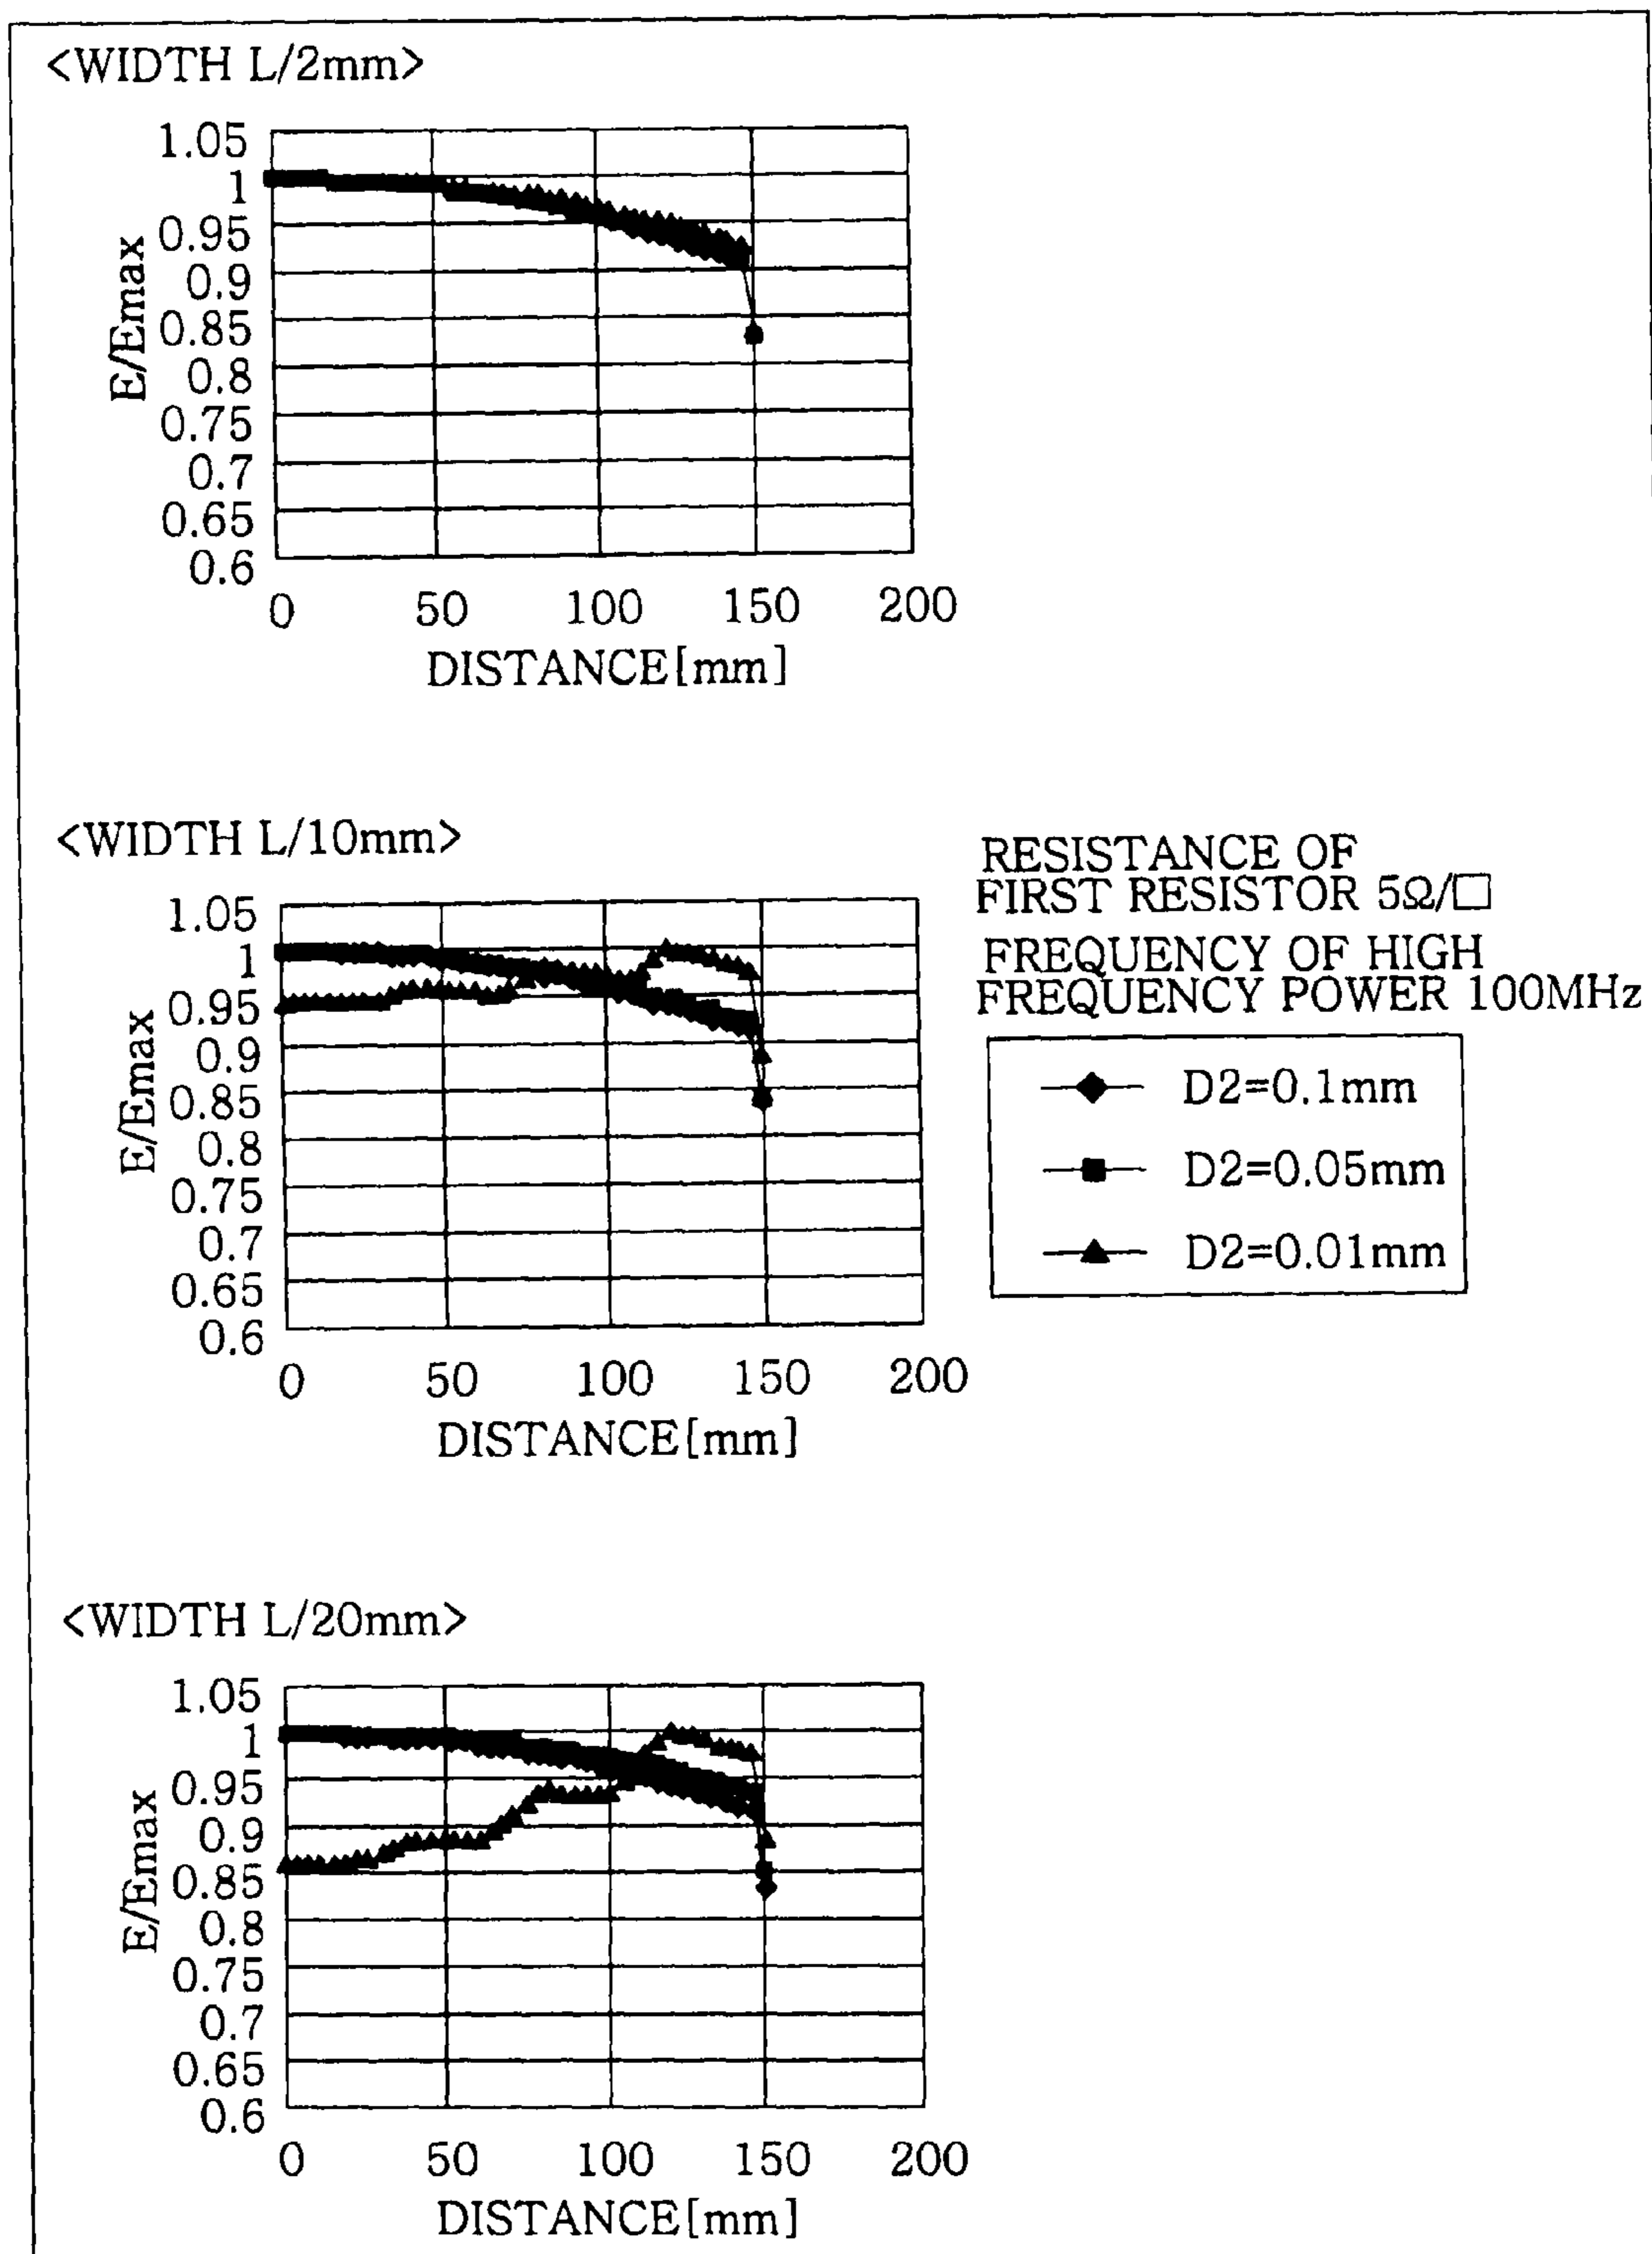 <WIDTH L/2mm>
1.05
1
0.95
0.9
0.85
0.8
0.75
0.7
0.65
0.6
E/Emax
0 50 100 150 200
DISTANCE[mm]
<WIDTH L/10mm>
1.05
1
0.95
0.9
0.85
0.8
0.75
0.7
0.65
0.6
E/Emax
0 50 100 150 200
DISTANCE[mm]
RESISTANCE OF
FIRST RESISTOR 5Ω/□
FREQUENCY OF HIGH
FREQUENCY POWER 100MHz
D2=0.1mm
D2=0.05mm
D2=0.01mm
<WIDTH L/20mm>
1.05
1
0.95
0.9
0.85
0.8
0.75
0.7
0.65
0.6
E/Emax
0 50 100 150 200
DISTANCE[mm]